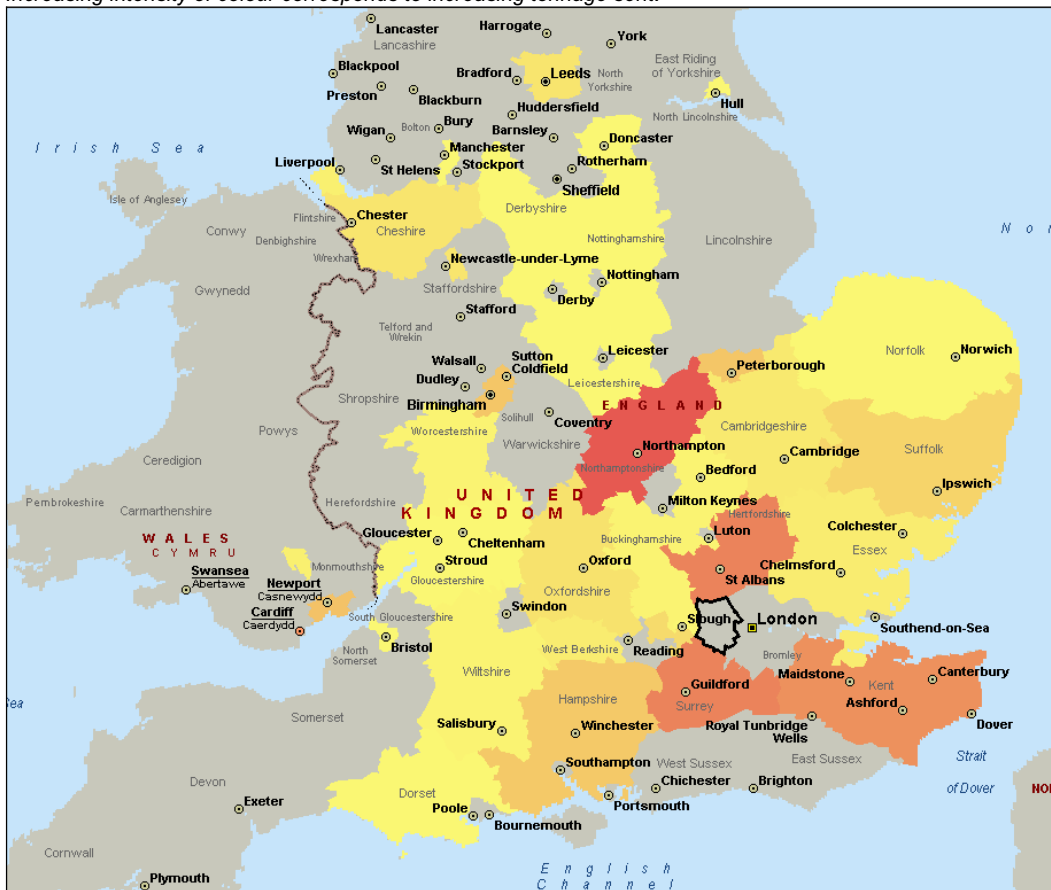 Increasing intensity of colour corresponds to increasing tonnage sent.
Lancaster
Lancashire
Harrogate
York
East Riding
of Yorkshire
Blackpool
Bradford
Leeds
North
Yorkshire
Preston
Blackburn
Hull
Huddersfield
North Lincolnshire
Wigan
Bolton
Bury
Barnsley
Doncaster
Irish Sea
Manchester
Liverpool
St Helens
Stockport
Rotherham
Sheffield
Isle of Anglesey
Flintshire
Chester
Cheshire
Derbyshire
Conwy
Denbighshire
Nottinghamshire
Lincolnshire
Nor
Wrexham
Newcastle-under-Lyme
Nottingham
Gwynedd
Staffordshire
Derby
Stafford
Telford and
Wrekin
Leicester
Norfolk
Norwich
Walsall
Sutton
Coldfield
Peterborough
Dudley
Leicestershire
Shropshire
Birmingham
Solihull
ENGLAND
Coventry
Powys
Worcestershire
Warwickshire
Cambridgeshire
Northampton
Cambridge
Suffolk
Ceredigion
Northamptonshire
Bedford
Pembrokeshire
Herefordshire
UNITED
KINGDOM
Milton Keynes
Ipswich
Carmarthenshire
Hertfordshire
WALES
CYMRU
Gloucester
Cheltenham
Buckinghamshire
Luton
Colchester
Essex
Monmouthshire
Stroud
Gloucestershire
Oxford
Oxfordshire
St Albans
Chelmsford
Swansea
Abertawe
Newport
Casnewydd
Cardiff
Caerdydd
South Gloucestershire
Swindon
Slough
London
Southend-on-Sea
North
Somerset
Bristol
West Berkshire
Reading
Bromley
Wiltshire
Maidstone
Kent
Canterbury
Sea
Hampshire
Guildford
Surrey
Ashford
Somerset
Salisbury
Winchester
Royal Tunbridge
Wells
Dover
Southampton
West Sussex
East Sussex
Strait
of Dover
Devon
Dorset
Chichester
Brighton
NOR
Exeter
Poole
Bournemouth
Portsmouth
Cornwall
English
Channel
Plymouth